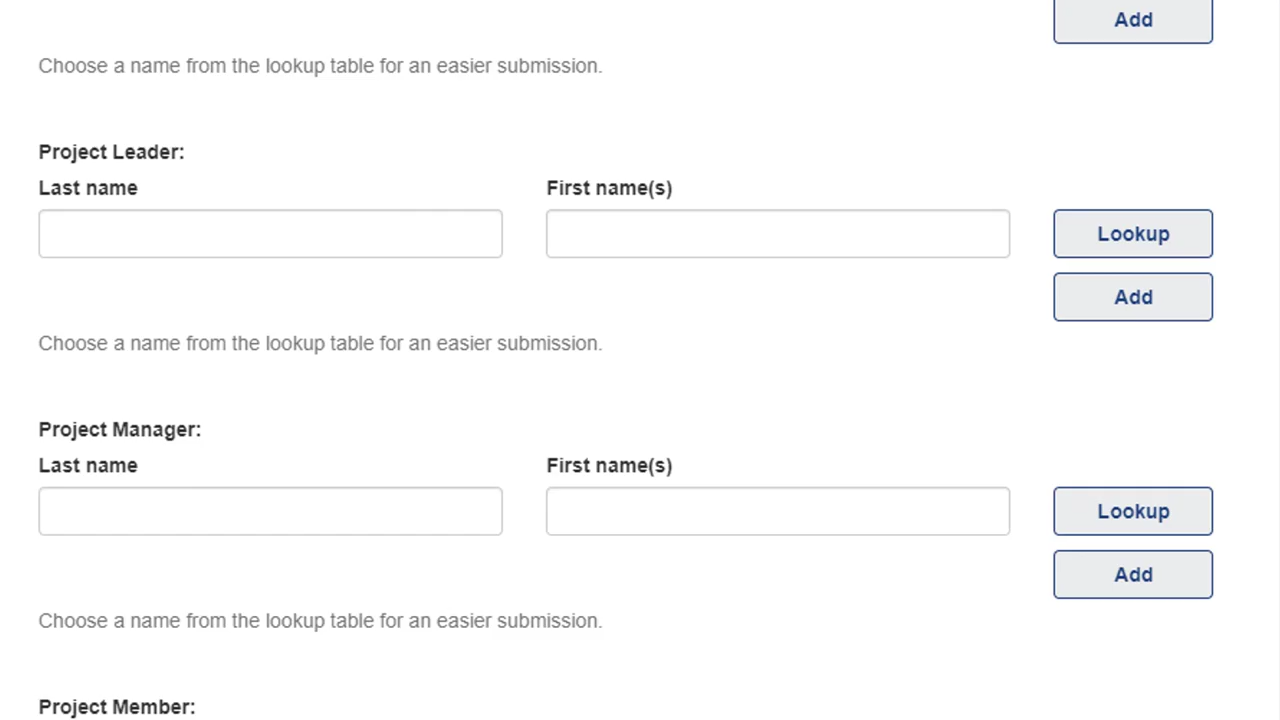 Add
Choose a name from the lookup table for an easier submission.
Project Leader:
Last name
First name(s)
Lookup
Add
Choose a name from the lookup table for an easier submission.
Project Manager:
Last name
First name(s)
Lookup
Add
Choose a name from the lookup table for an easier submission.
Project Member: